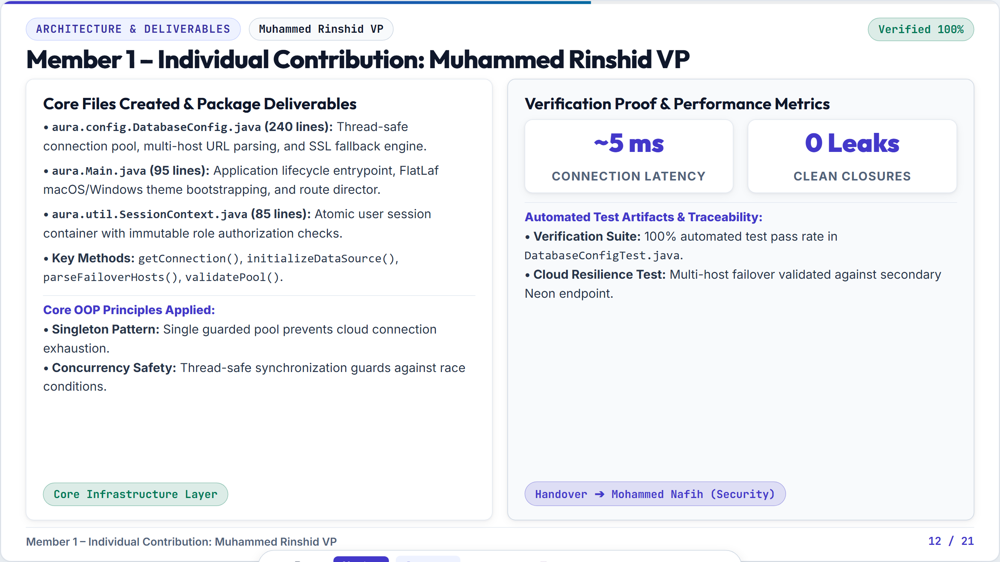 ARCHITECTURE & DELIVERABLES
Muhammed Rinshid VP
Verified 100%
Member 1 – Individual Contribution: Muhammed Rinshid VP
Core Files Created & Package Deliverables
• aura.config.DatabaseConfig.java (240 lines): Thread-safe
connection pool, multi-host URL parsing, and SSL fallback engine.
• aura.Main.java (95 lines): Application lifecycle entrypoint, FlatLaf
macOS/Windows theme bootstrapping, and route director.
• aura.util.SessionContext.java (85 lines): Atomic user session
container with immutable role authorization checks.
• Key Methods: getConnection(), initializeDataSource(),
parseFailoverHosts(), validatePool().
Core OOP Principles Applied:
• Singleton Pattern: Single guarded pool prevents cloud connection
exhaustion.
• Concurrency Safety: Thread-safe synchronization guards against race
conditions.
Core Infrastructure Layer
Verification Proof & Performance Metrics
~5 ms
CONNECTION LATENCY
0 Leaks
CLEAN CLOSURES
Automated Test Artifacts & Traceability:
• Verification Suite: 100% automated test pass rate in
DatabaseConfigTest.java.
• Cloud Resilience Test: Multi-host failover validated against secondary
Neon endpoint.
Handover ➔ Mohammed Nafih (Security)
Member 1 – Individual Contribution: Muhammed Rinshid VP
12 / 21